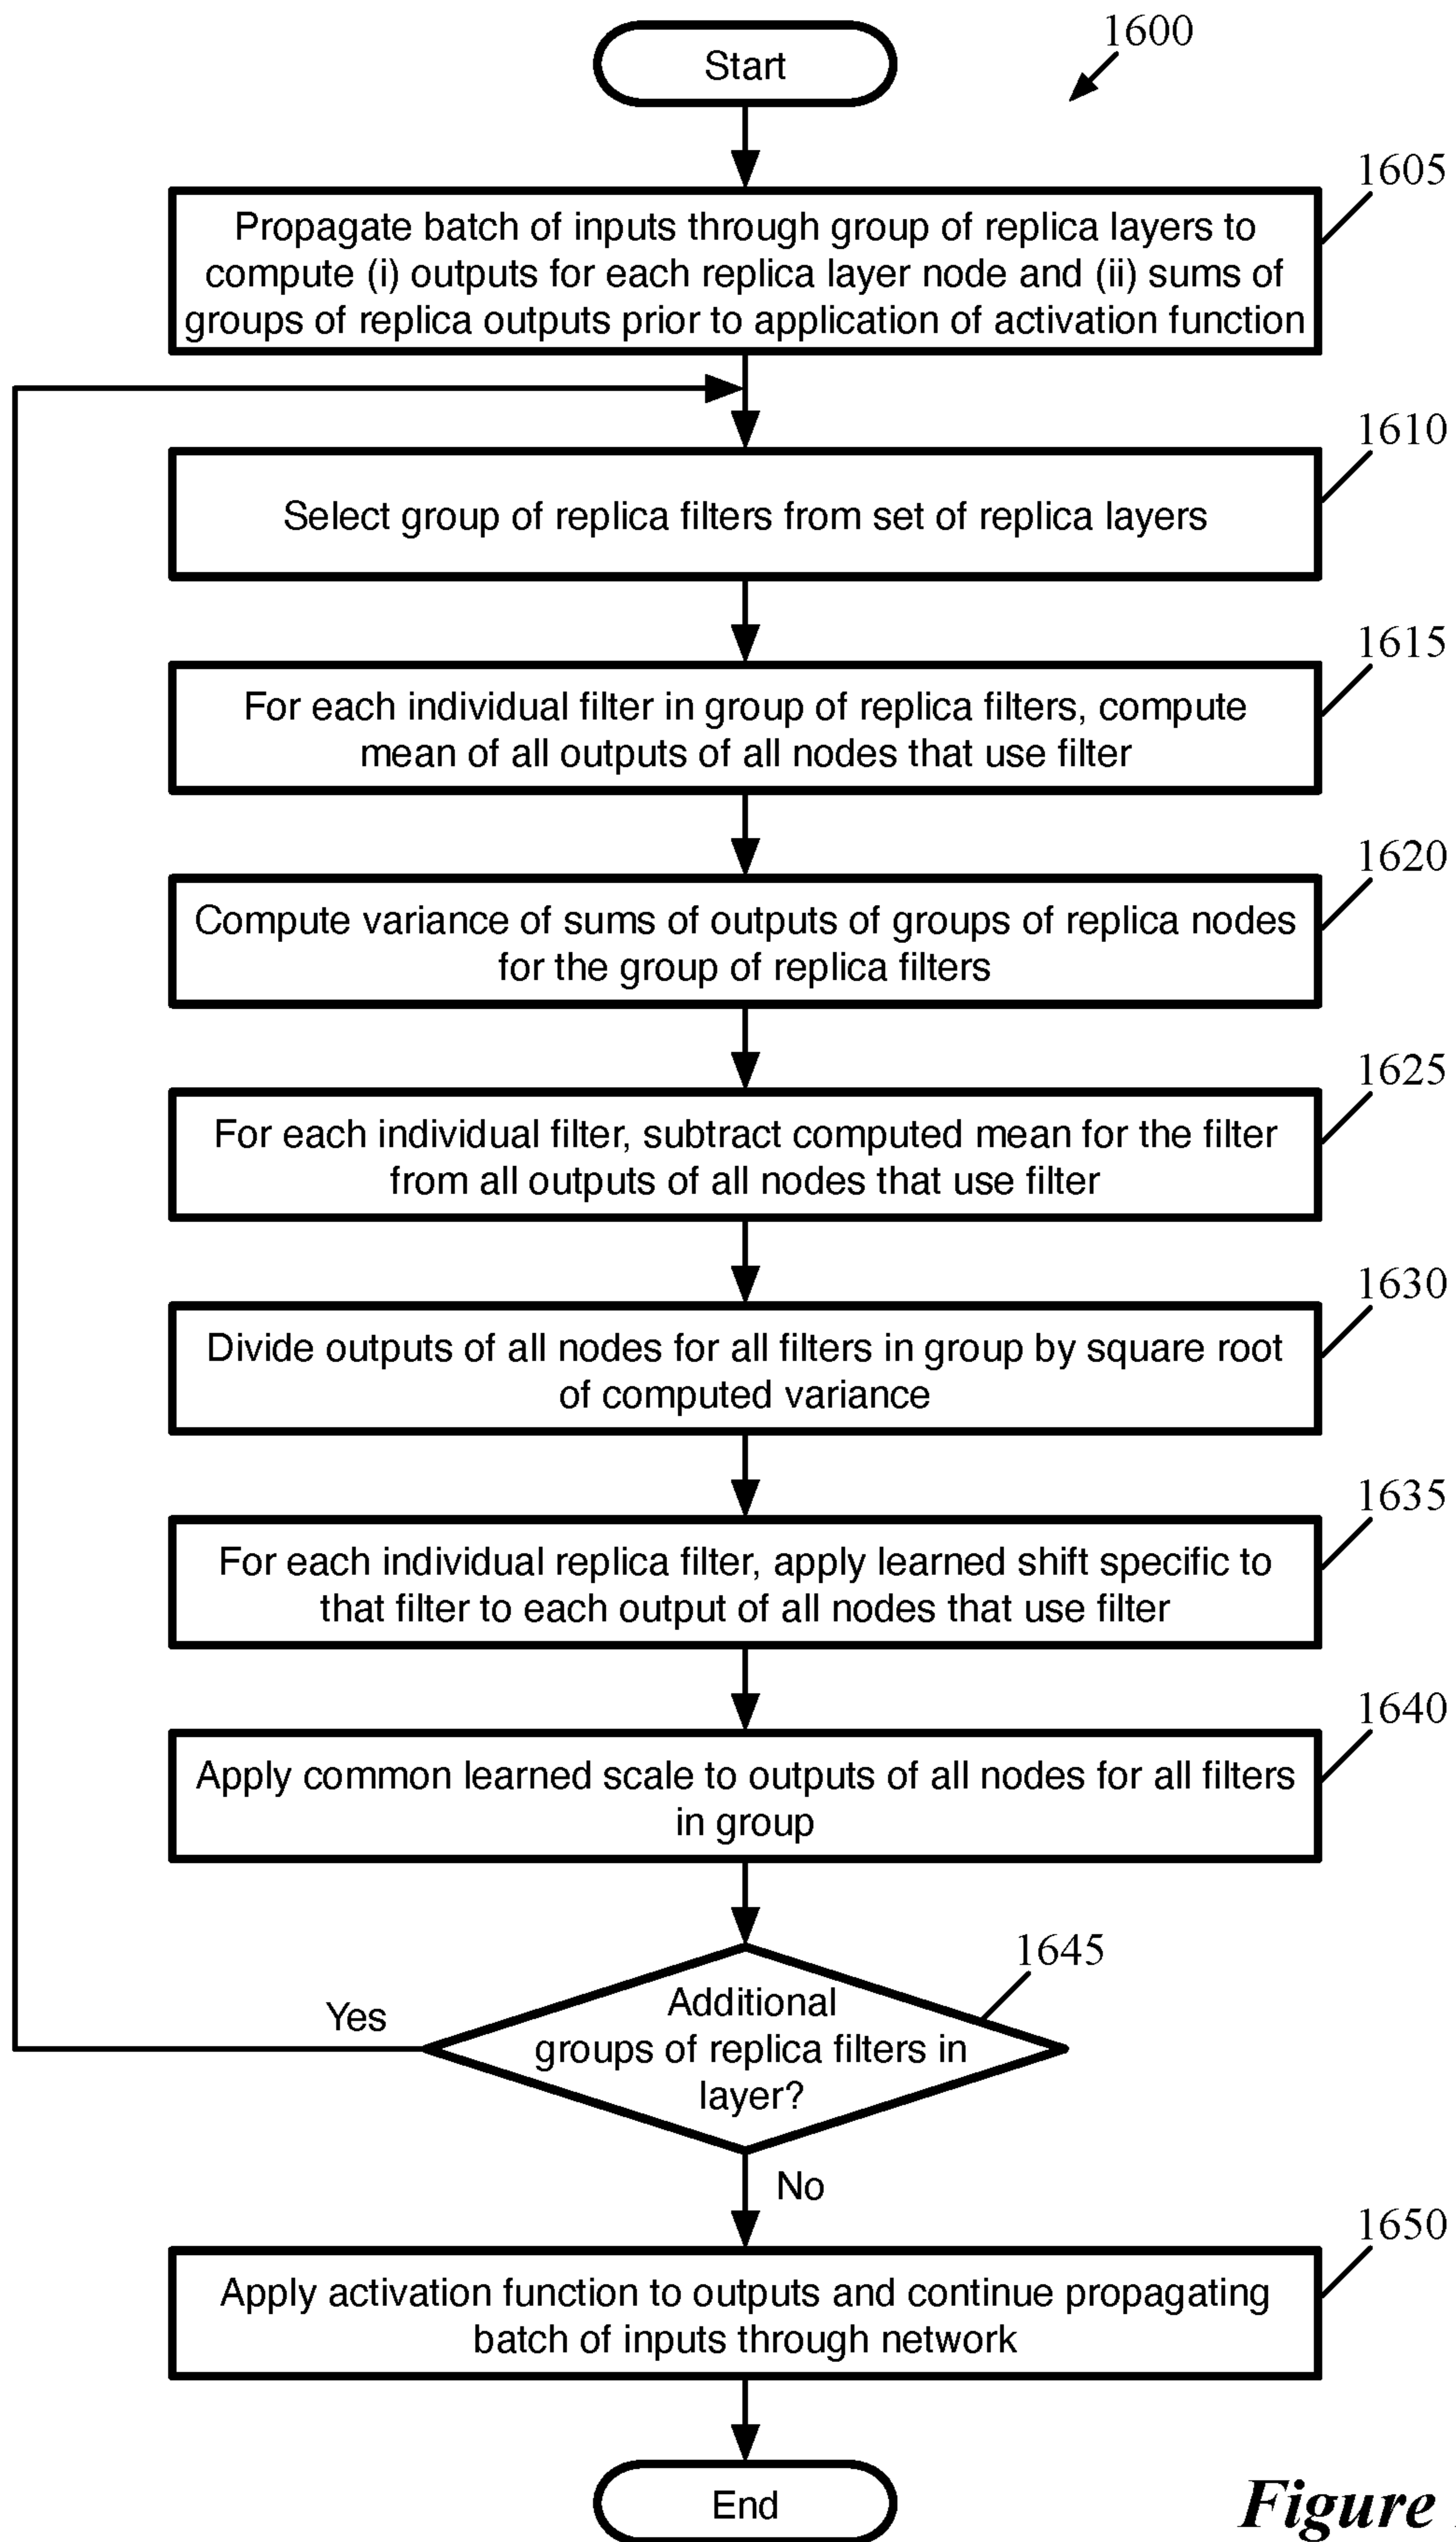 Start
1600
1605
Propagate batch of inputs through group of replica layers to
compute (i) outputs for each replica layer node and (ii) sums of
groups of replica outputs prior to application of activation function
1610
Select group of replica filters from set of replica layers
1615
For each individual filter in group of replica filters, compute
mean of all outputs of all nodes that use filter
1620
Compute variance of sums of outputs of groups of replica nodes
for the group of replica filters
1625
For each individual filter, subtract computed mean for the filter
from all outputs of all nodes that use filter
1630
Divide outputs of all nodes for all filters in group by square root
of computed variance
1635
For each individual replica filter, apply learned shift specific to
that filter to each output of all nodes that use filter
1640
Apply common learned scale to outputs of all nodes for all filters
in group
1645
Additional
groups of replica filters in
layer?
Yes
No
1650
Apply activation function to outputs and continue propagating
batch of inputs through network
End
Figure